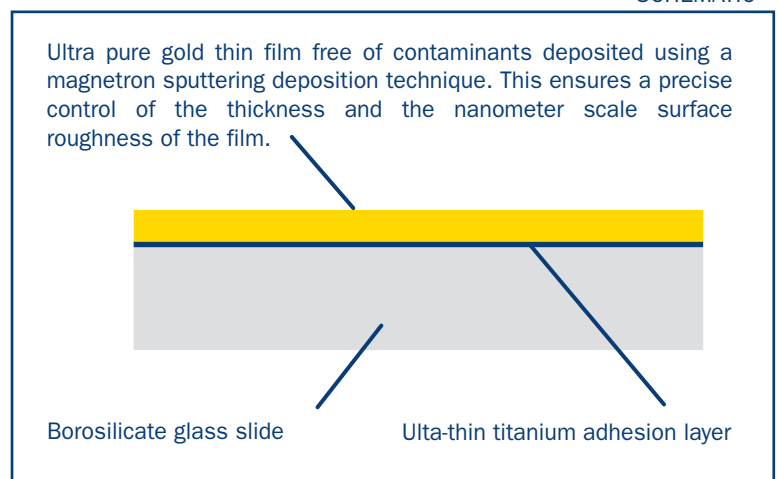 Ultra pure gold thin film free of contaminants deposited using a
magnetron sputtering deposition technique. This ensures a precise
control of the thickness and the nanometer scale surface
roughness of the film.
Borosilicate glass slide
Ulta-thin titanium adhesion layer